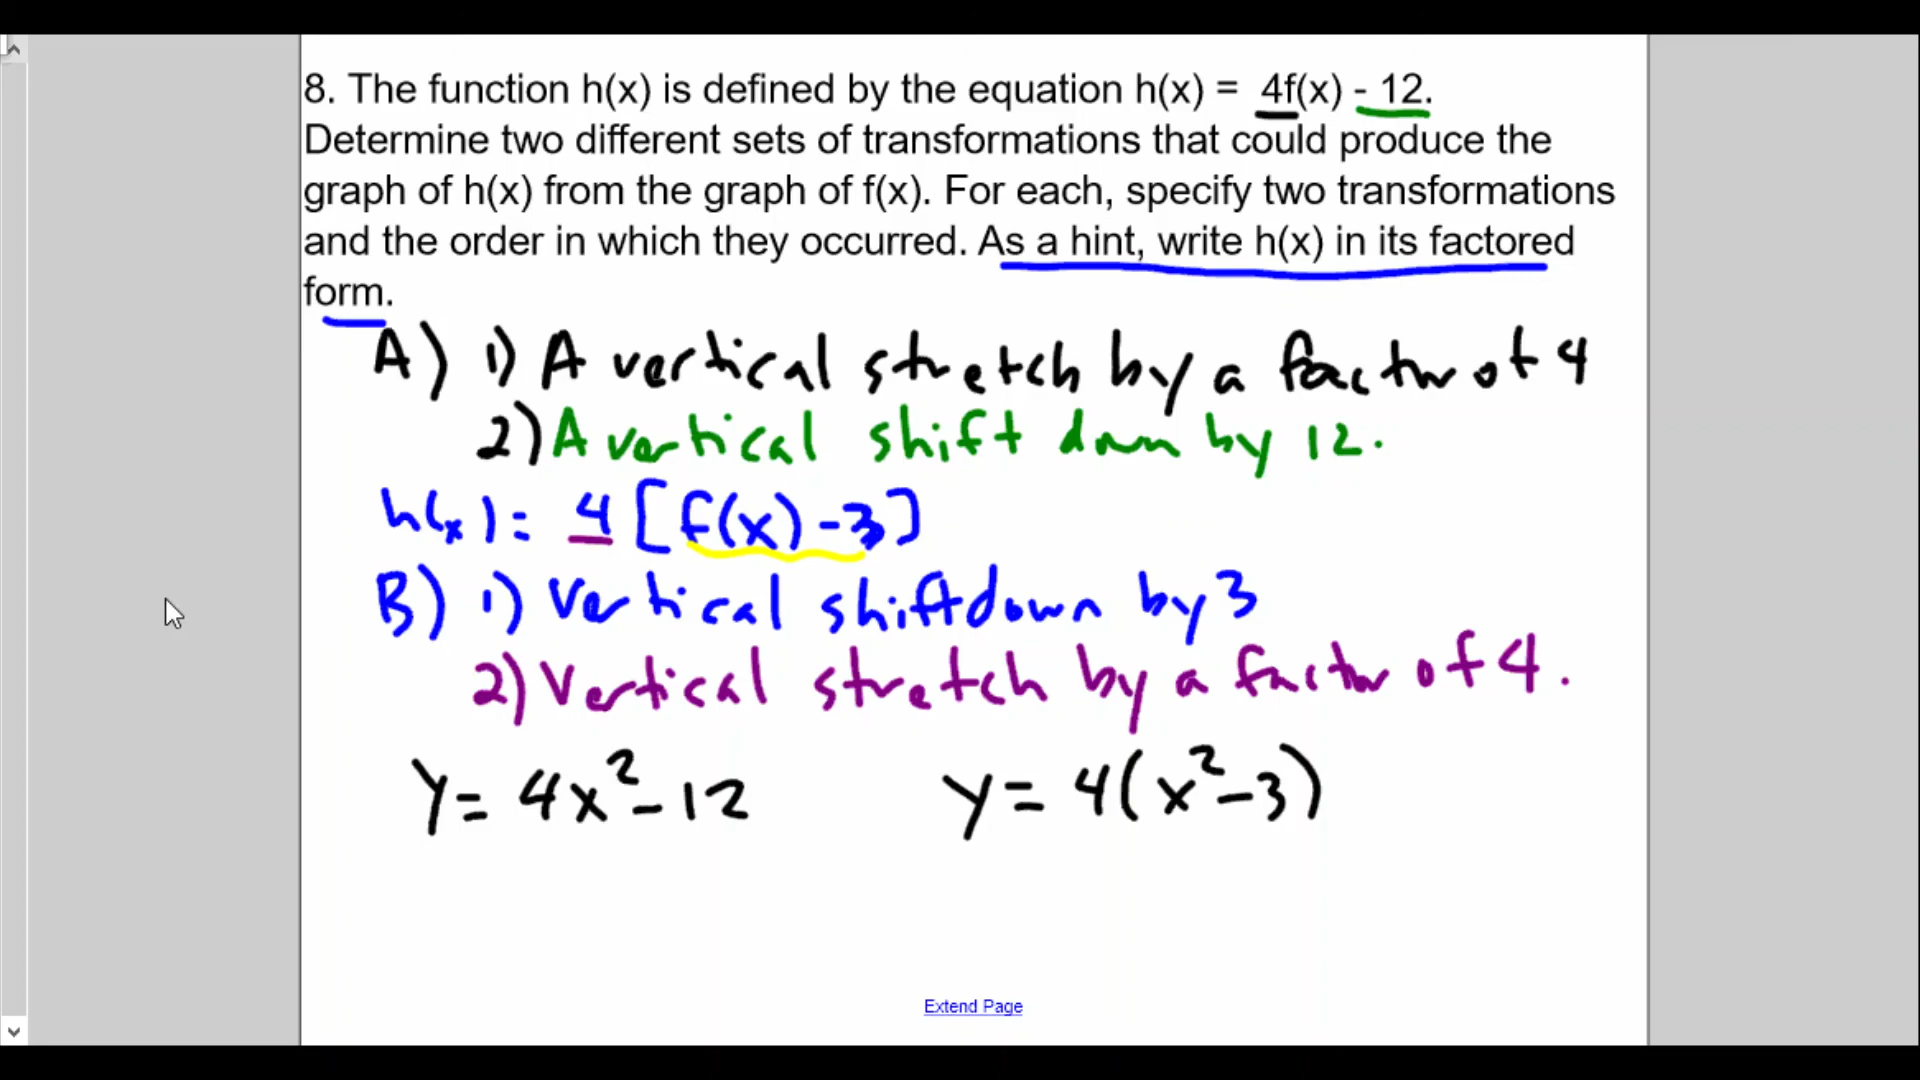 8. The function h(x) is defined by the equation h(x) = 4f(x) - 12.
Determine two different sets of transformations that could produce the
graph of h(x) from the graph of f(x). For each, specify two transformations
and the order in which they occurred. As a hint, write h(x) in its factored
form.
A) 1) A vertical stretch by a factor of 4
2) A vertical shift down by 12.
h(x) = 4 [f(x) - 3]
B) 1) Vertical shift down by 3
2) Vertical stretch by a factor of 4.
y = 4x² - 12 y = 4(x² - 3)
Extend Page